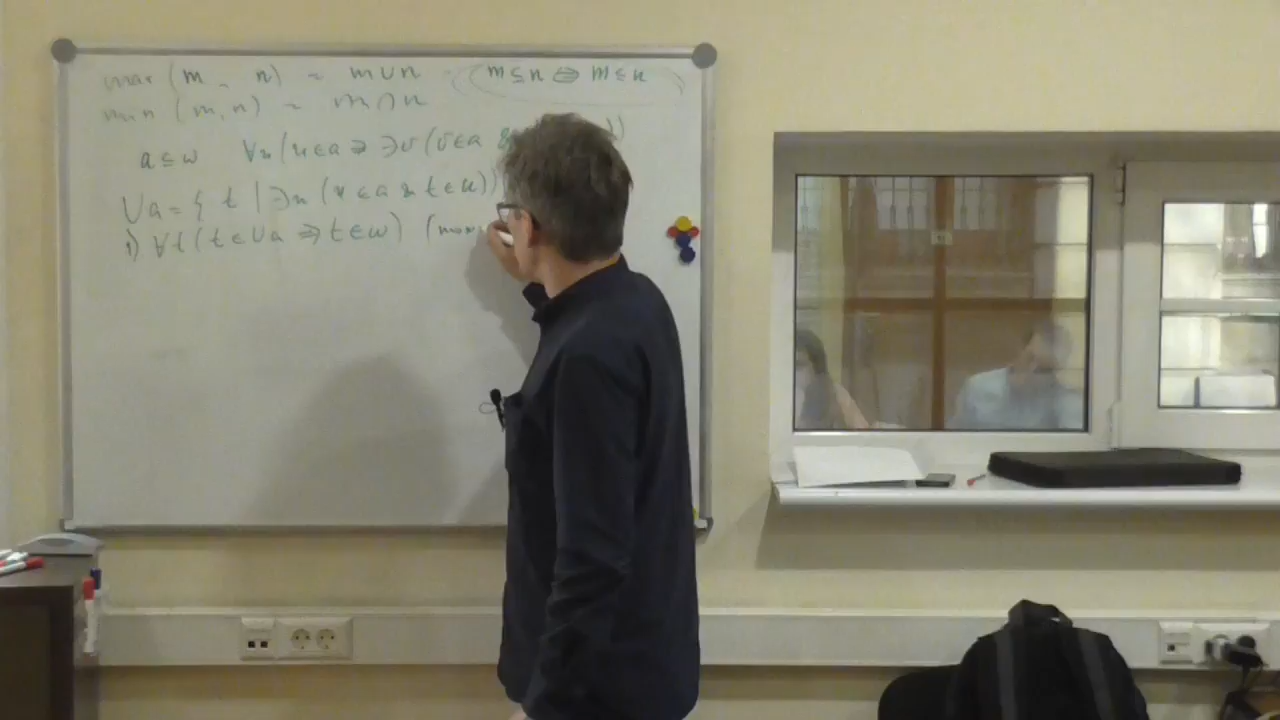 max (m, n) ~ m ∪ n (m ⊆ n ⇔ m ≤ n)
min (m, n) ~ m ∩ n
a ⊆ ω ∀u (u ∈ a ⇒ ∃v (v ∈ a & ))
∪a = { t | ∃u (u ∈ a & t ∈ u))
1) ∀t (t ∈ ∪a ⇒ t ∈ ω) (